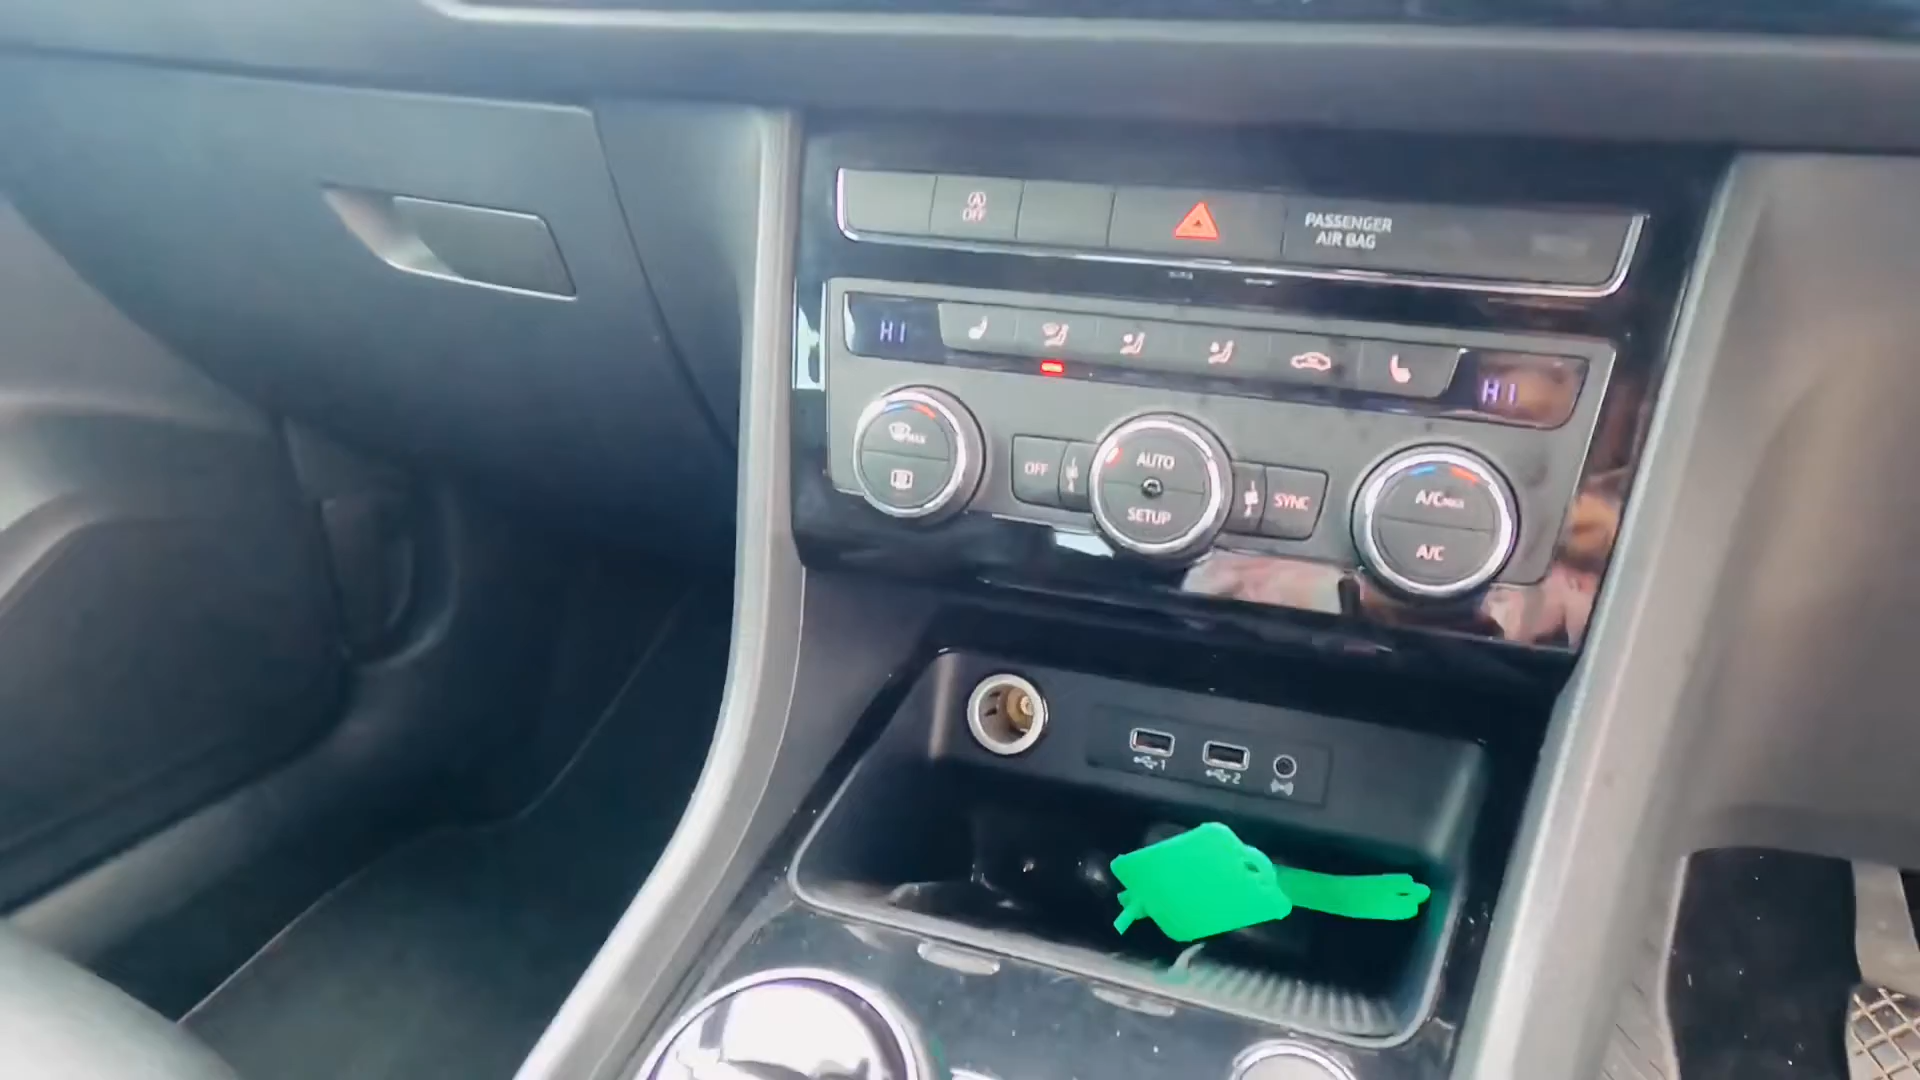 OFF
PASSENGER
AIR BAG
HI
HI
MAX
OFF
AUTO
SETUP
SYNC
A/C MAX
A/C
1
2